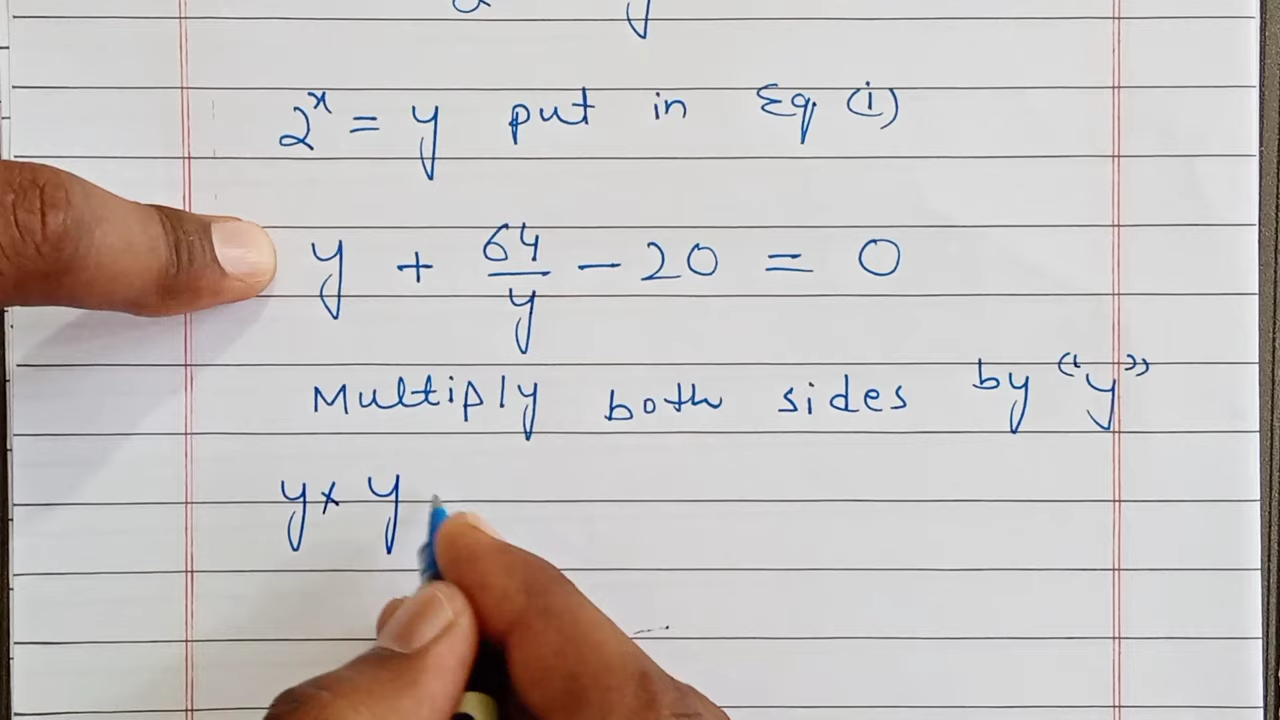 2^x = y put in Eq (i)
y + 64/y - 20 = 0
Multiply both sides by "y"
y × y